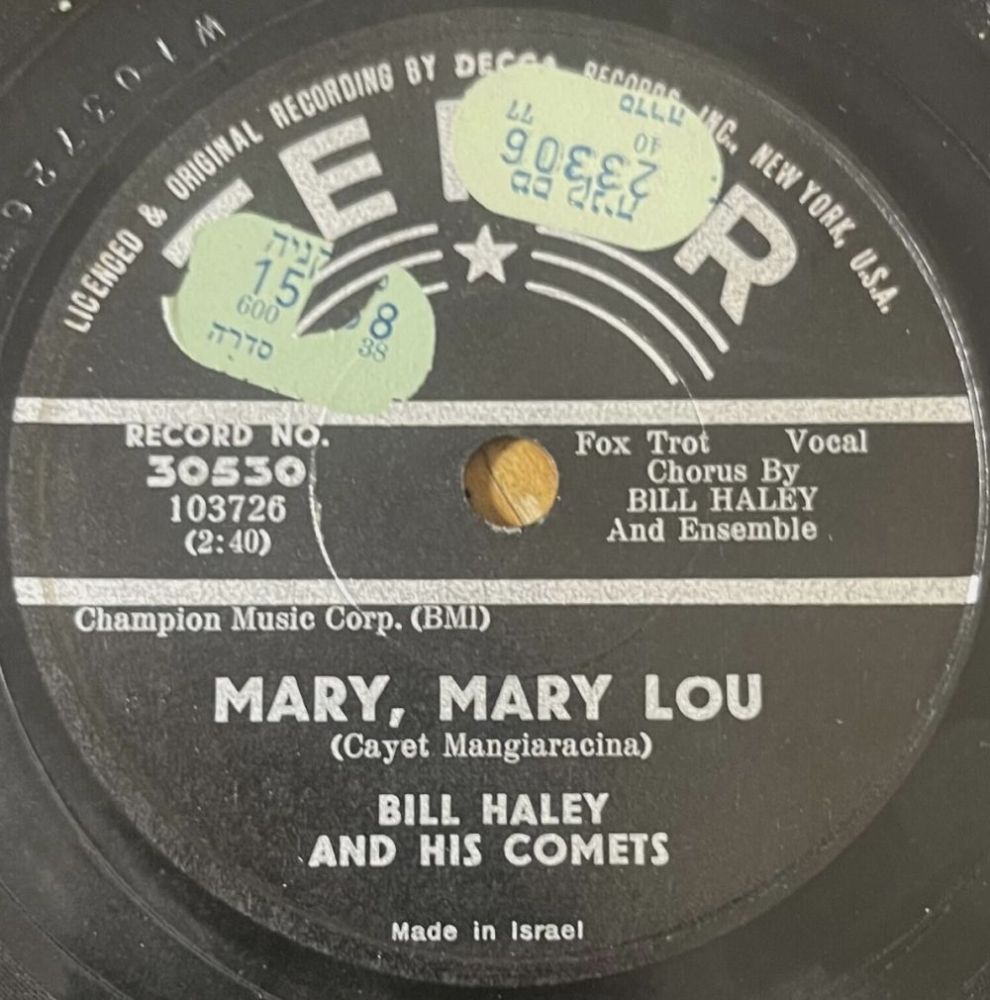 W 103726
LICENCED & ORIGINAL RECORDING BY DECCA RECORDS, INC., NEW YORK, U.S.A.
77
10
23306
קניה
15
600
סדרה
8
38
RECORD NO.
30530
103726
(2:40)
Fox Trot Vocal
Chorus By
BILL HALEY
And Ensemble
Champion Music Corp. (BMI)
MARY, MARY LOU
(Cayet Mangiaracina)
BILL HALEY
AND HIS COMETS
Made in Israel